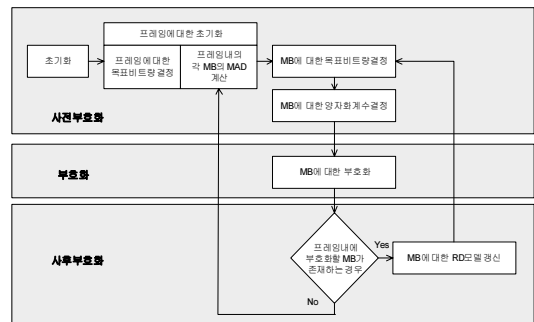 프레임에대한 초기화
초기화
프레임에대한
목표비트량결정
프레임내의
각 MB의 MAD
계산
MB에 대한목표비트량결정
MB에 대한양자화계수결정
사전부호화
부호화
MB에 대한 부호화
사후부호화
프레임내에
부호화할 MB가
존재하는경우
Yes
MB에 대한 RD모델갱신
No